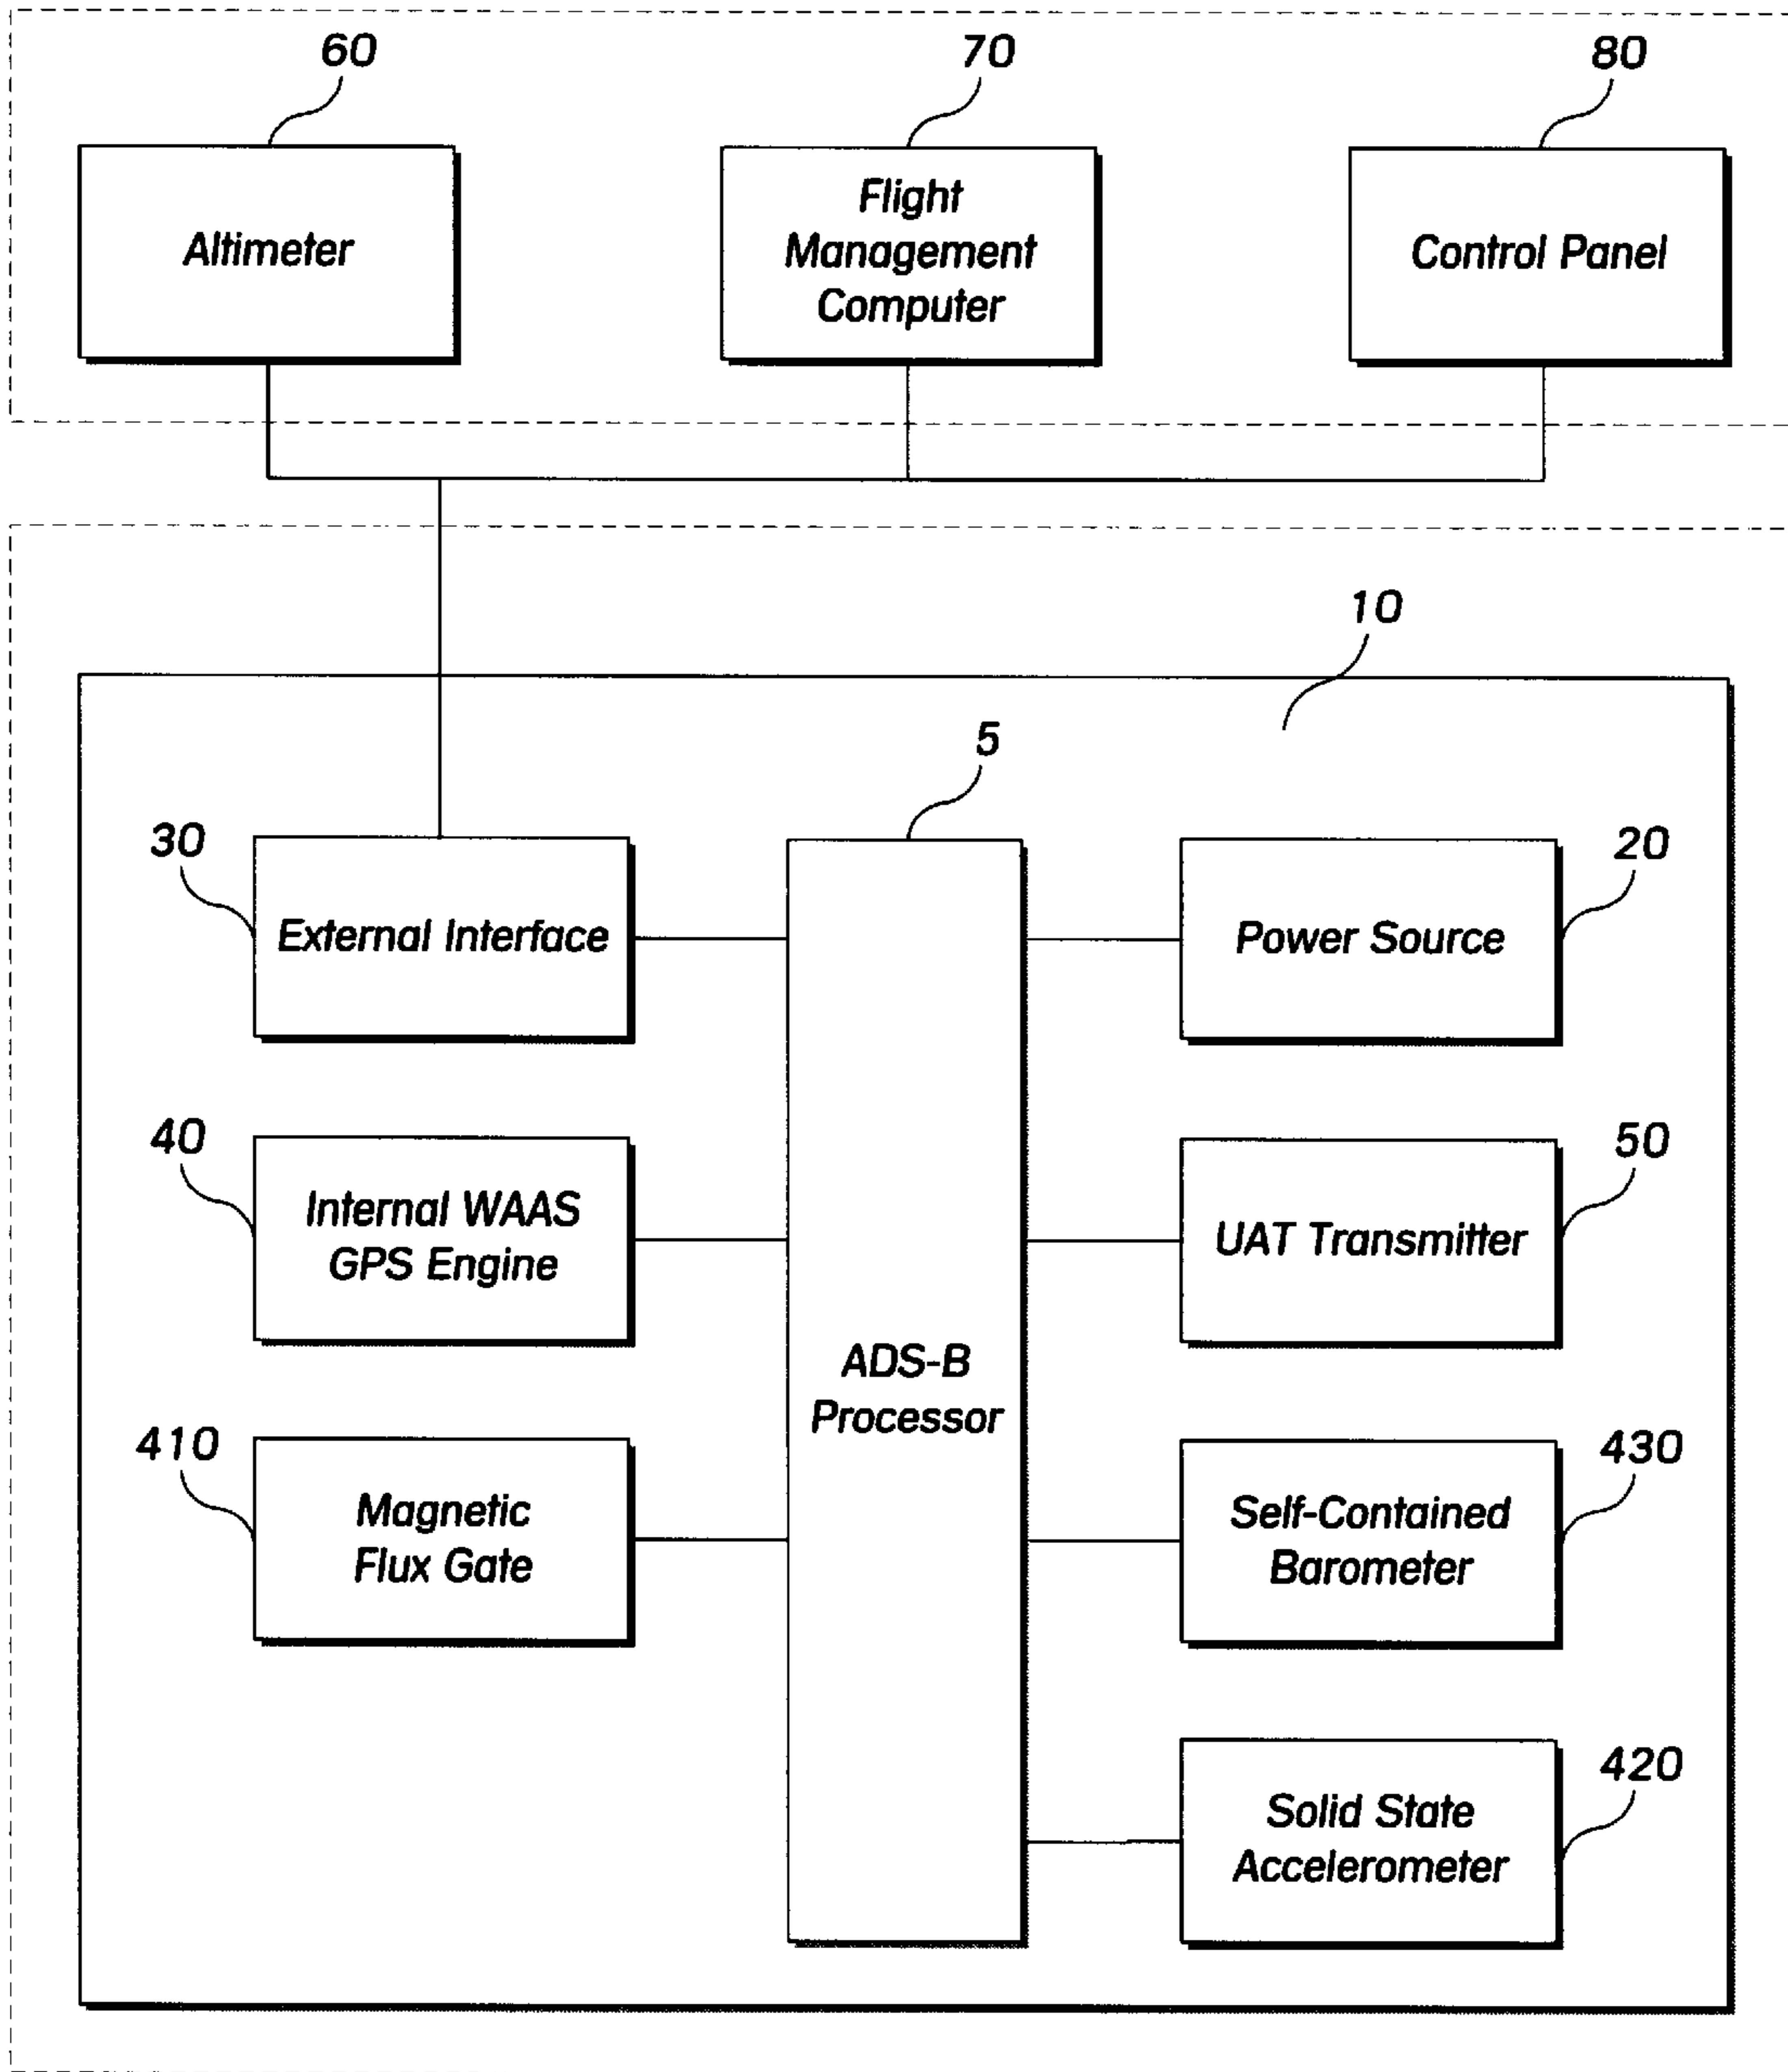 60
70
80
Altimeter
Flight
Management
Computer
Control Panel
10
5
30
External Interface
20
Power Source
40
Internal WAAS
GPS Engine
50
UAT Transmitter
ADS-B
Processor
410
Magnetic
Flux Gate
430
Self-Contained
Barometer
420
Solid State
Accelerometer